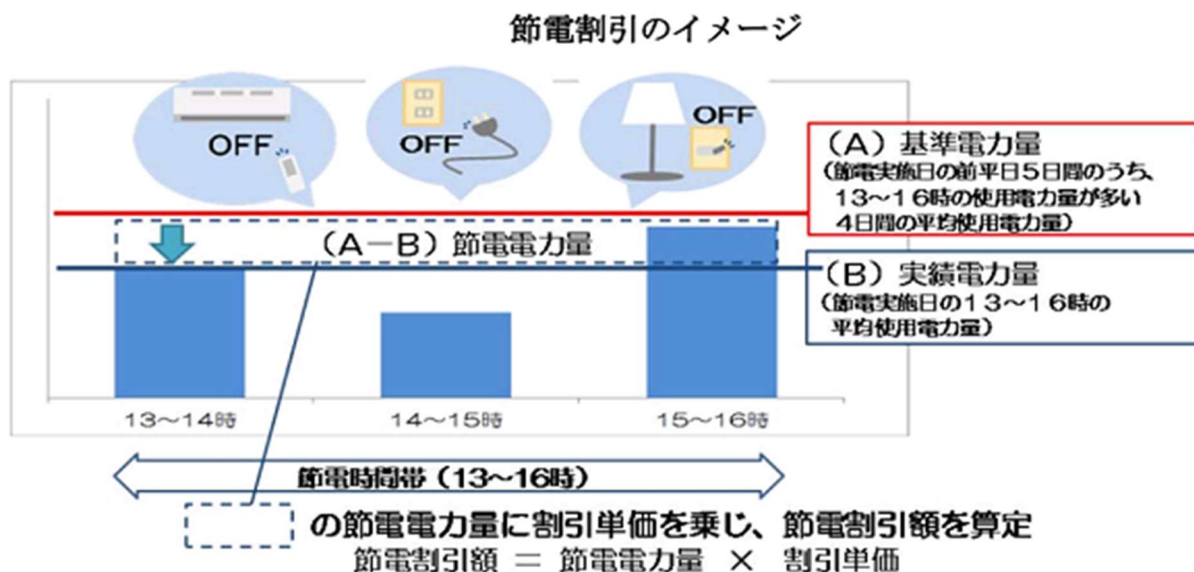 節電割引のイメージ
OFF
OFF
OFF
(A)基準電力量
(節電実施日の前平日5日間のうち、
13~16時の使用電力量が多い
4日間の平均使用電力量)
(A-B)節電電力量
(B)実績電力量
(節電実施日の13~16時の
平均使用電力量)
13~14時
14~15時
15~16時
節電時間帯(13~16時)
の節電電力量に割引単価を乗じ、節電割引額を算定
節電割引額 = 節電電力量 × 割引単価